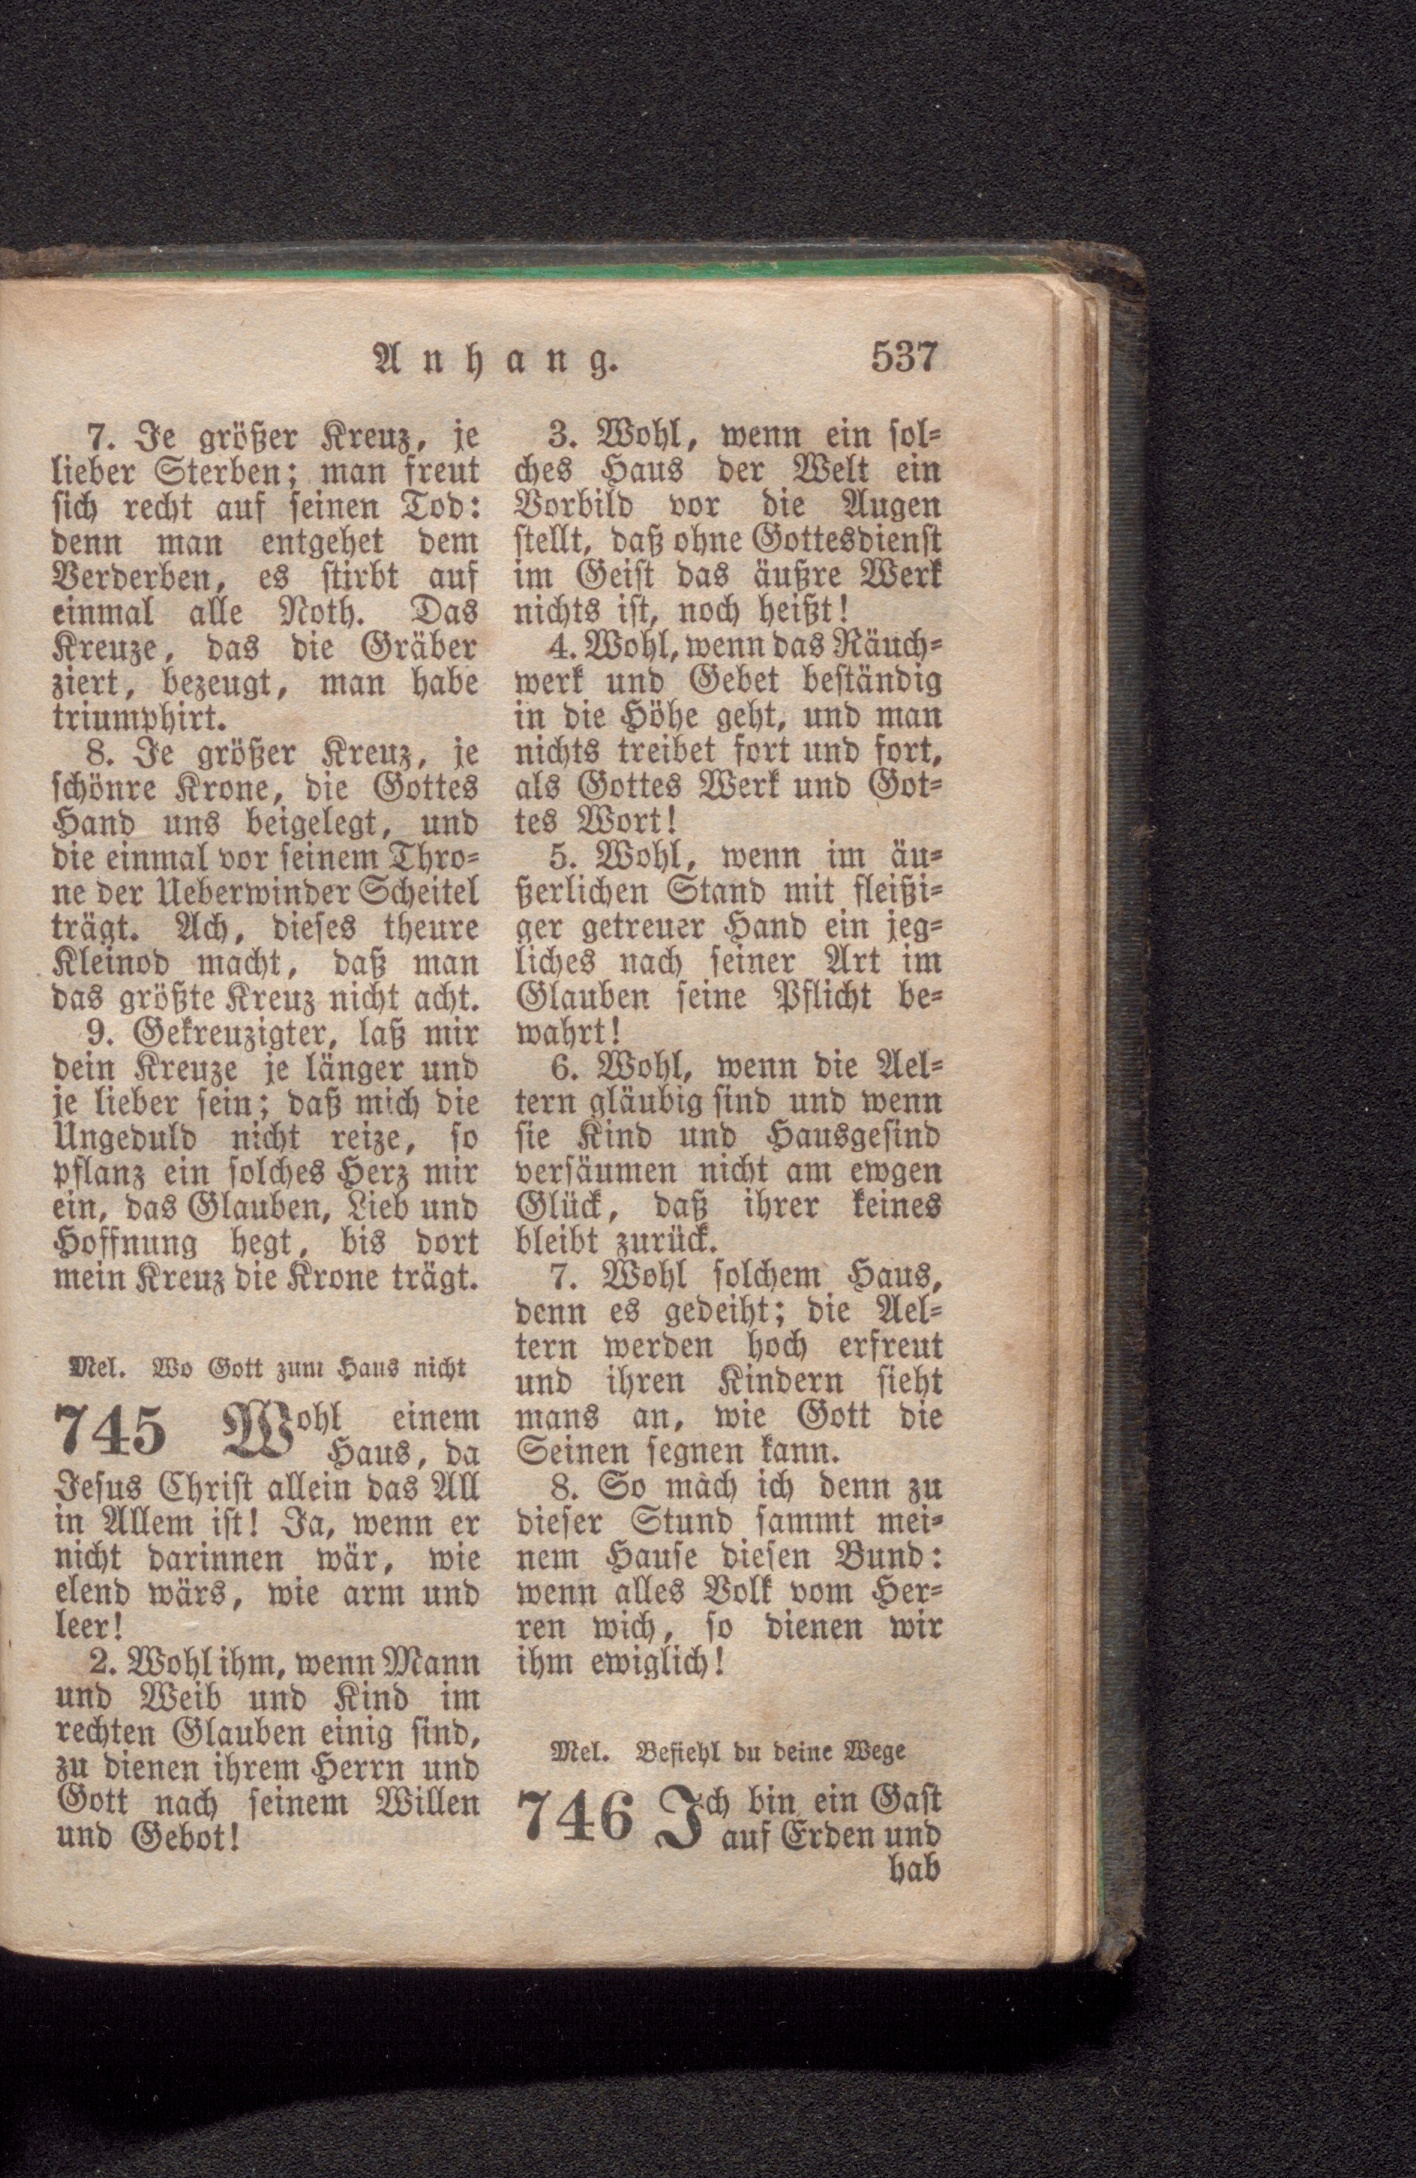 Anhang. 537
7. Je größer Kreuz, je
lieber Sterben; man freut
sich recht auf seinen Tod:
denn man entgehet dem
Verderben, es stirbt auf
einmal alle Noth. Das
Kreuze, das die Gräber
ziert, bezeugt, man habe
triumphirt.
8. Je größer Kreuz, je
schönre Krone, die Gottes
Hand uns beigelegt, und
die einmal vor seinem Thro-
ne der Ueberwinder Scheitel
trägt. Ach, dieses theure
Kleinod macht, daß man
das größte Kreuz nicht acht.
9. Gekreuzigter, laß mir
dein Kreuze je länger und
je lieber sein; daß mich die
Ungeduld nicht reize, so
pflanz ein solches Herz mir
ein, das Glauben, Lieb und
Hoffnung hegt, bis dort
mein Kreuz die Krone trägt.
Mel. Wo Gott zum Haus nicht
745 Wohl einem
Haus, da
Jesus Christ allein das All
in Allem ist! Ja, wenn er
nicht darinnen wär, wie
elend wärs, wie arm und
leer!
2. Wohl ihm, wenn Mann
und Weib und Kind im
rechten Glauben einig sind,
zu dienen ihrem Herrn und
Gott nach seinem Willen
und Gebot!
3. Wohl, wenn ein sol-
ches Haus der Welt ein
Vorbild vor die Augen
stellt, daß ohne Gottesdienst
im Geist das äußre Werk
nichts ist, noch heißt!
4. Wohl, wenn das Räuch-
werk und Gebet beständig
in die Höhe geht, und man
nichts treibet fort und fort,
als Gottes Werk und Got-
tes Wort!
5. Wohl, wenn im äu-
ßerlichen Stand mit fleißi-
ger getreuer Hand ein jeg-
liches nach seiner Art im
Glauben seine Pflicht be-
wahrt!
6. Wohl, wenn die Ael-
tern gläubig sind und wenn
sie Kind und Hausgesind
versäumen nicht am ewgen
Glück, daß ihrer keines
bleibt zurück.
7. Wohl solchem Haus,
denn es gedeiht; die Ael-
tern werden hoch erfreut
und ihren Kindern sieht
mans an, wie Gott die
Seinen segnen kann.
8. So mach ich denn zu
dieser Stund sammt mei-
nem Hause diesen Bund:
wenn alles Volk vom Her-
ren wich, so dienen wir
ihm ewiglich!
Mel. Befiehl du deine Wege
746 Ich bin ein Gast
auf Erden und
hab